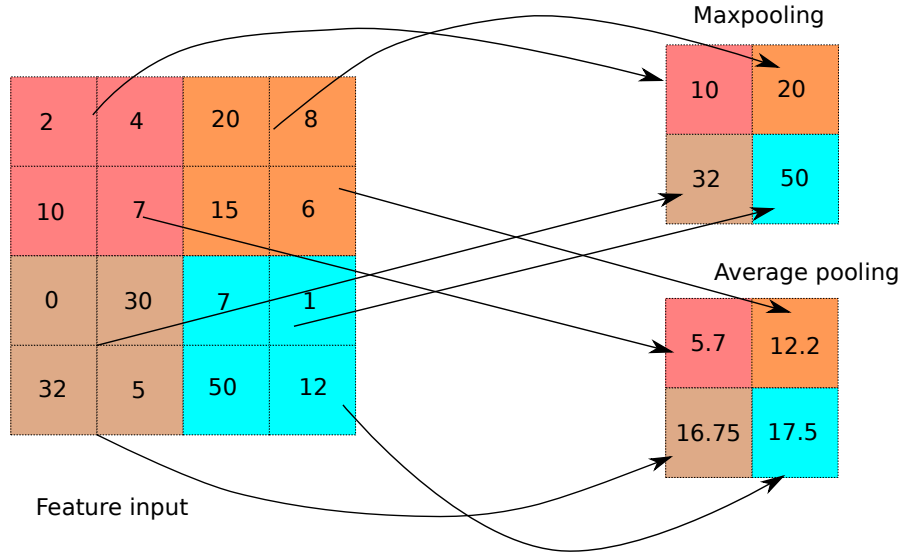 Maxpooling
2 4 20 8
10 7 15 6
0 30 7 1
32 5 50 12
Feature input
10 20
32 50
Average pooling
5.7 12.2
16.75 17.5